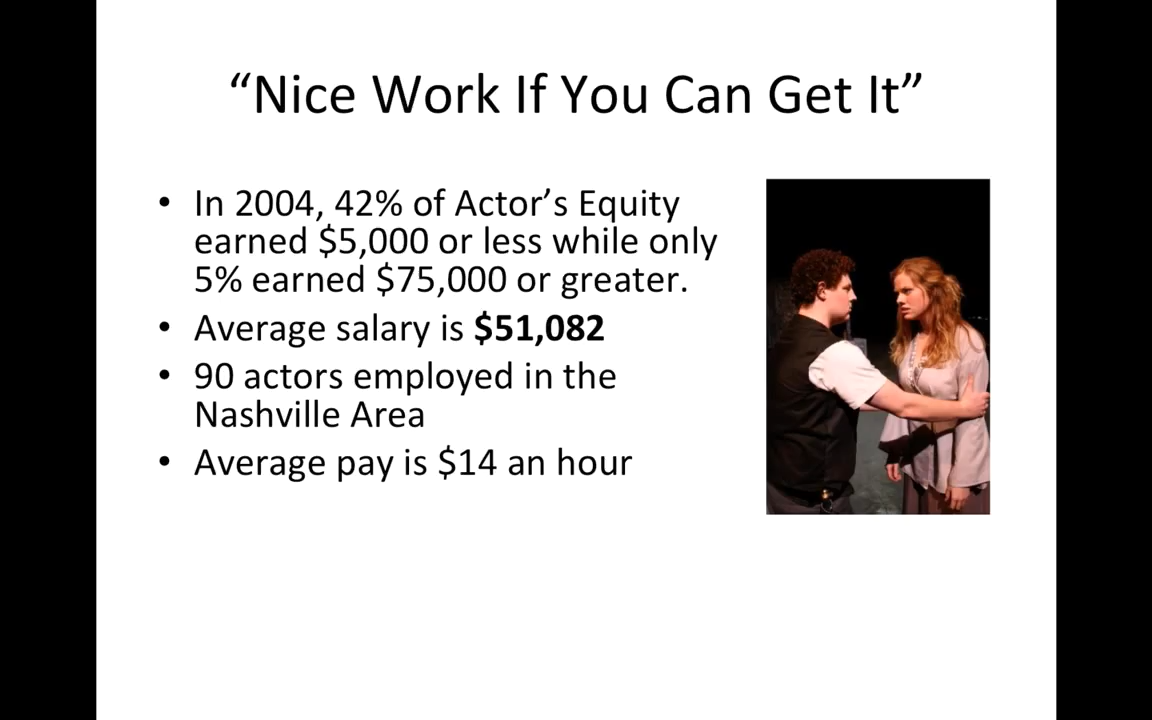 “Nice Work If You Can Get It”
• In 2004, 42% of Actor’s Equity
earned $5,000 or less while only
5% earned $75,000 or greater.
• Average salary is $51,082
• 90 actors employed in the
Nashville Area
• Average pay is $14 an hour